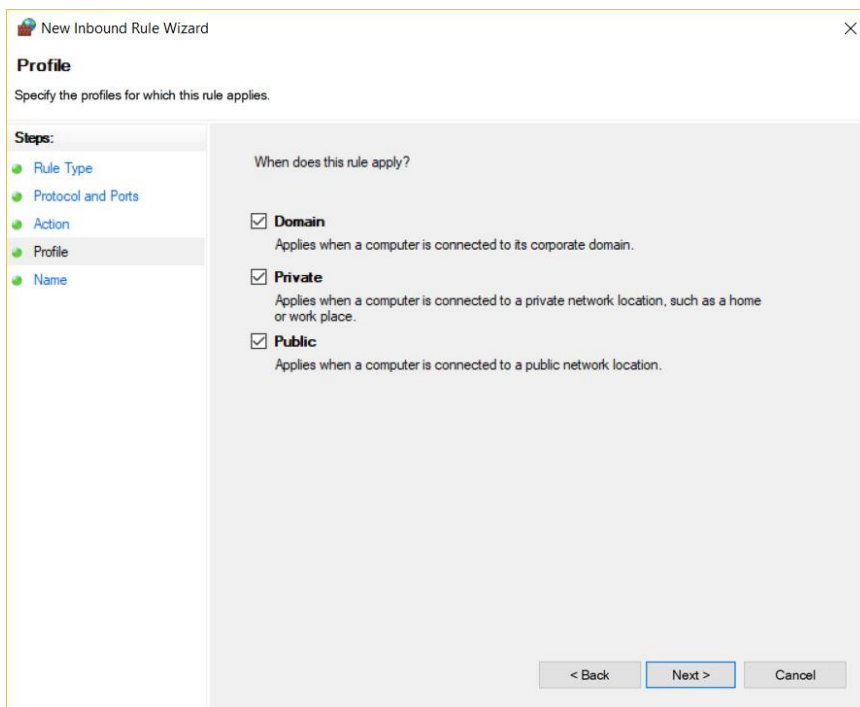 New Inbound Rule Wizard
Profile
Specify the profiles for which this rule applies.
Steps:
Rule Type
Protocol and Ports
Action
Profile
Name
When does this rule apply?
Domain
Applies when a computer is connected to its corporate domain.
Private
Applies when a computer is connected to a private network location, such as a home
or work place.
Public
Applies when a computer is connected to a public network location.
< Back
Next >
Cancel